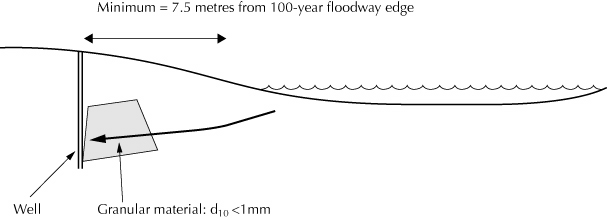 Minimum = 7.5 metres from 100-year floodway edge
Well
Granular material: d₁₀ <1mm